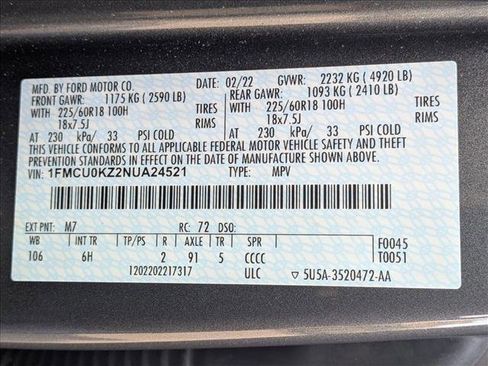 MFD. BY FORD MOTOR CO. DATE: 02/22 GVWR: 2232 KG ( 4920 LB)
FRONT GAWR: 1175 KG ( 2590 LB) REAR GAWR: 1093 KG ( 2410 LB)
WITH 225/60R18 100H TIRES WITH 225/60R18 100H TIRES
18x7.5J RIMS 18x7.5J RIMS
AT 230 kPa/ 33 PSI COLD AT 230 kPa/ 33 PSI COLD
THIS VEHICLE CONFORMS TO ALL APPLICABLE FEDERAL MOTOR VEHICLE SAFETY AND THEFT PREVENTION STANDARDS IN EFFECT ON THE DATE OF MANUFACTURE SHOWN ABOVE.
VIN: 1FMCU0KZ2NUA24521 TYPE: MPV
EXT PNT: M7 RC: 72 DSO:
WB INT TR TP/PS R AXLE TR SPR F0045
106 6H 2 91 5 CCCC T0051
1202202217317 ULC 5U5A-3520472-AA